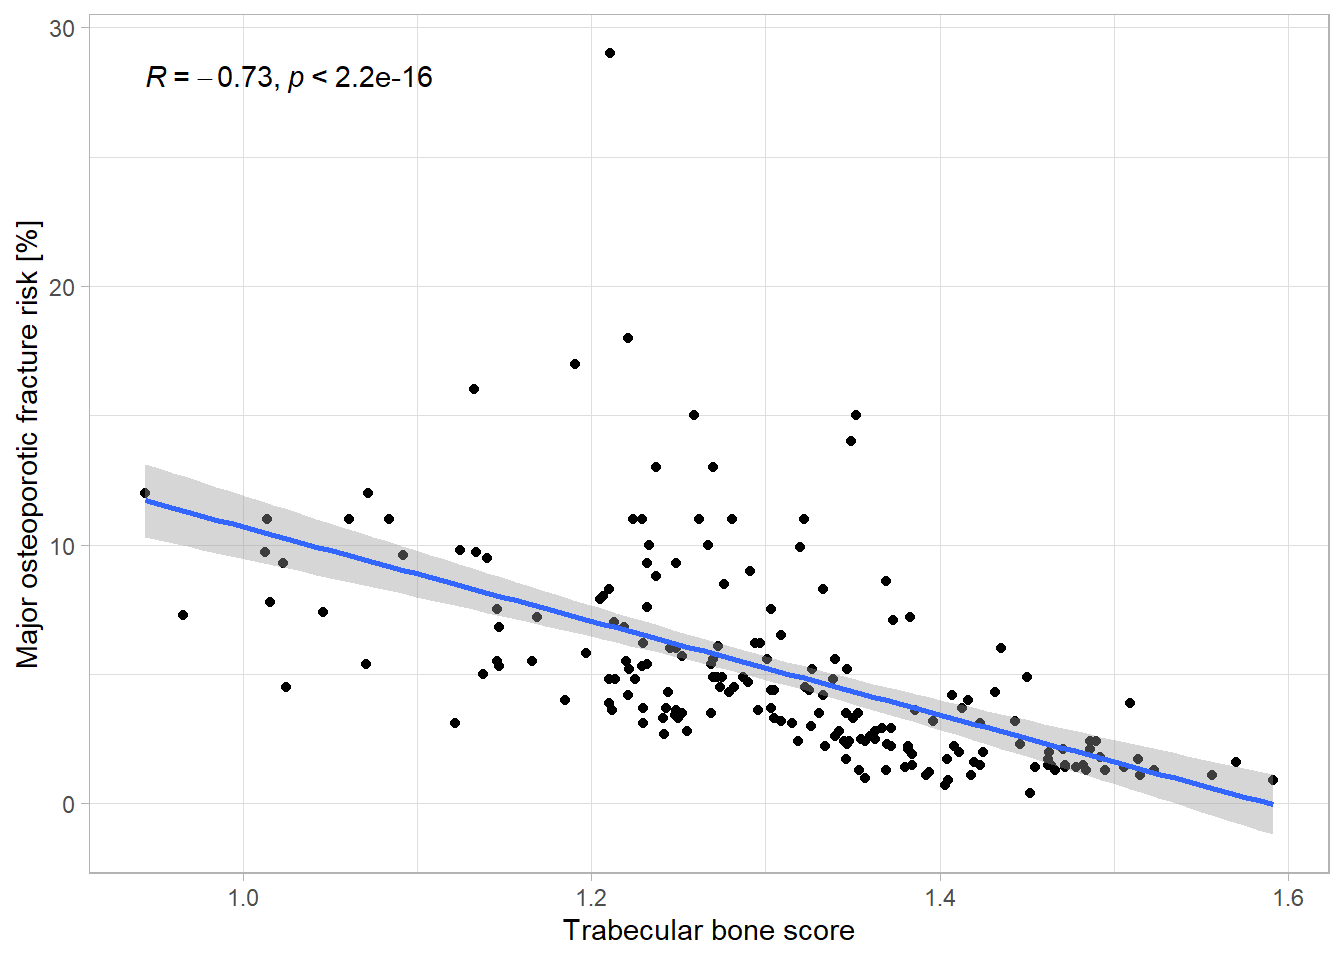 R = −0.73, p < 2.2e-16
Major osteoporotic fracture risk [%]
30
20
10
0
1.0 1.2 1.4 1.6
Trabecular bone score